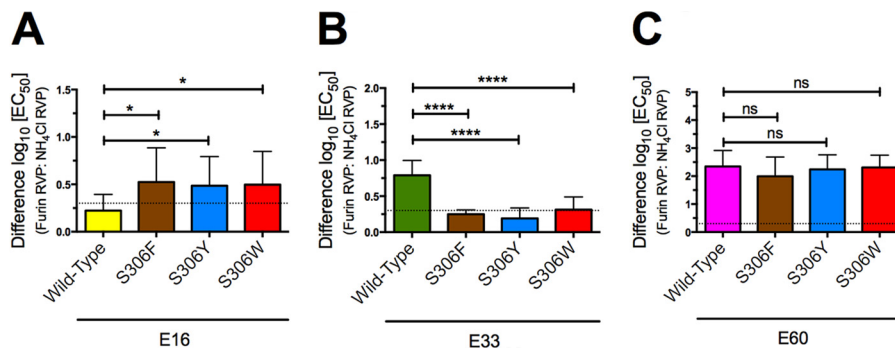 A
Difference log10 [EC50]
(Furin RVP: NH4Cl RVP)
1.5
1.0
0.5
0.0
*
*
*
Wild-Type
S306F
S306Y
S306W
E16
B
Difference log10 [EC50]
(Furin RVP: NH4Cl RVP)
2.0
1.5
1.0
0.5
0.0
****
****
****
Wild-Type
S306F
S306Y
S306W
E33
C
Difference log10 [EC50]
(Furin RVP: NH4Cl RVP)
5
4
3
2
1
0
ns
ns
ns
Wild-Type
S306F
S306Y
S306W
E60